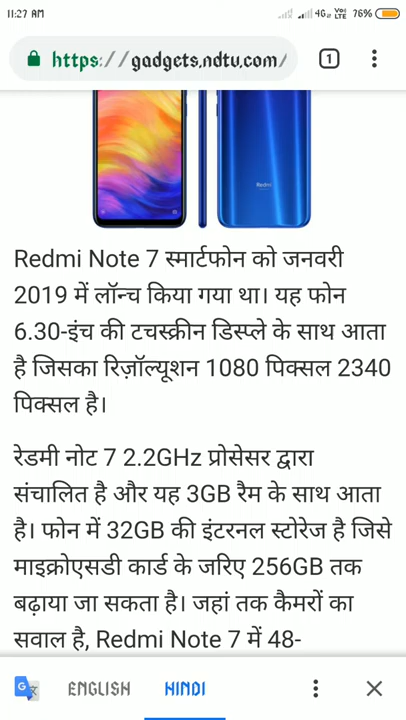 11:27 AM
4G VoLTE 76%
https://gadgets.ndtv.com/
1
Redmi
Redmi Note 7 स्मार्टफोन को जनवरी
2019 में लॉन्च किया गया था। यह फोन
6.30-इंच की टचस्क्रीन डिस्प्ले के साथ आता
है जिसका रिज़ॉल्यूशन 1080 पिक्सल 2340
पिक्सल है।
रेडमी नोट 7 2.2GHz प्रोसेसर द्वारा
संचालित है और यह 3GB रैम के साथ आता
है। फोन में 32GB की इंटरनल स्टोरेज है जिसे
माइक्रोएसडी कार्ड के जरिए 256GB तक
बढ़ाया जा सकता है। जहां तक कैमरों का
सवाल है, Redmi Note 7 में 48-
ENGLISH HINDI